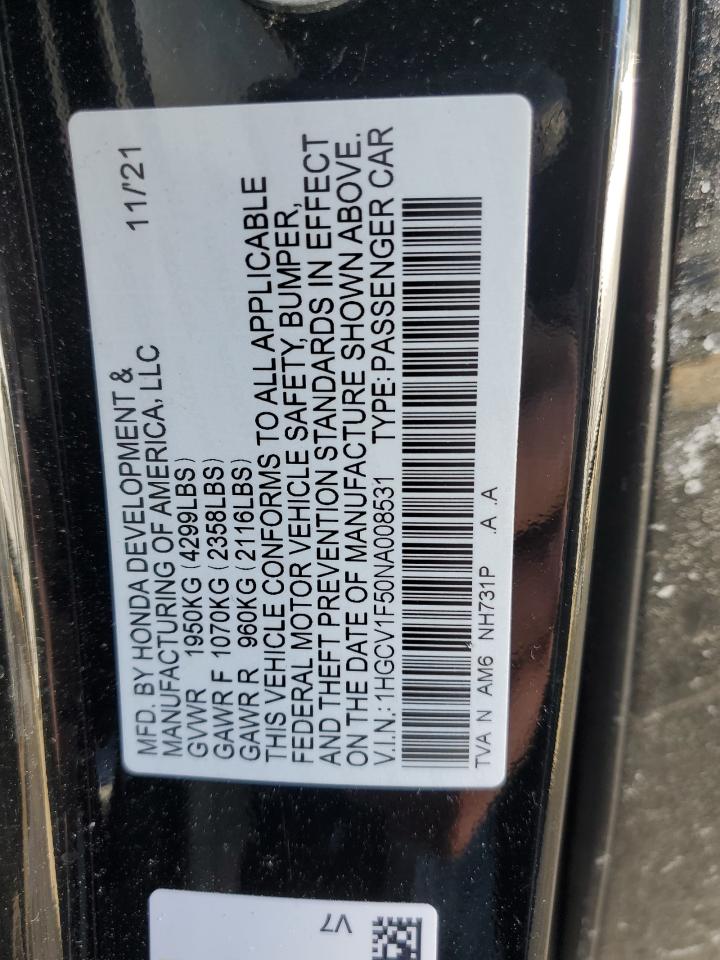 MFD. BY HONDA DEVELOPMENT &
MANUFACTURING OF AMERICA, LLC 11/'21
GVWR 1950KG (4299LBS)
GAWR F 1070KG (2358LBS)
GAWR R 960KG (2116LBS)
THIS VEHICLE CONFORMS TO ALL APPLICABLE
FEDERAL MOTOR VEHICLE SAFETY, BUMPER,
AND THEFT PREVENTION STANDARDS IN EFFECT
ON THE DATE OF MANUFACTURE SHOWN ABOVE.
V.I.N.: 1HGCV1F50NA008531 TYPE:PASSENGER CAR
TVA N AM6 NH731P .A .A
V7